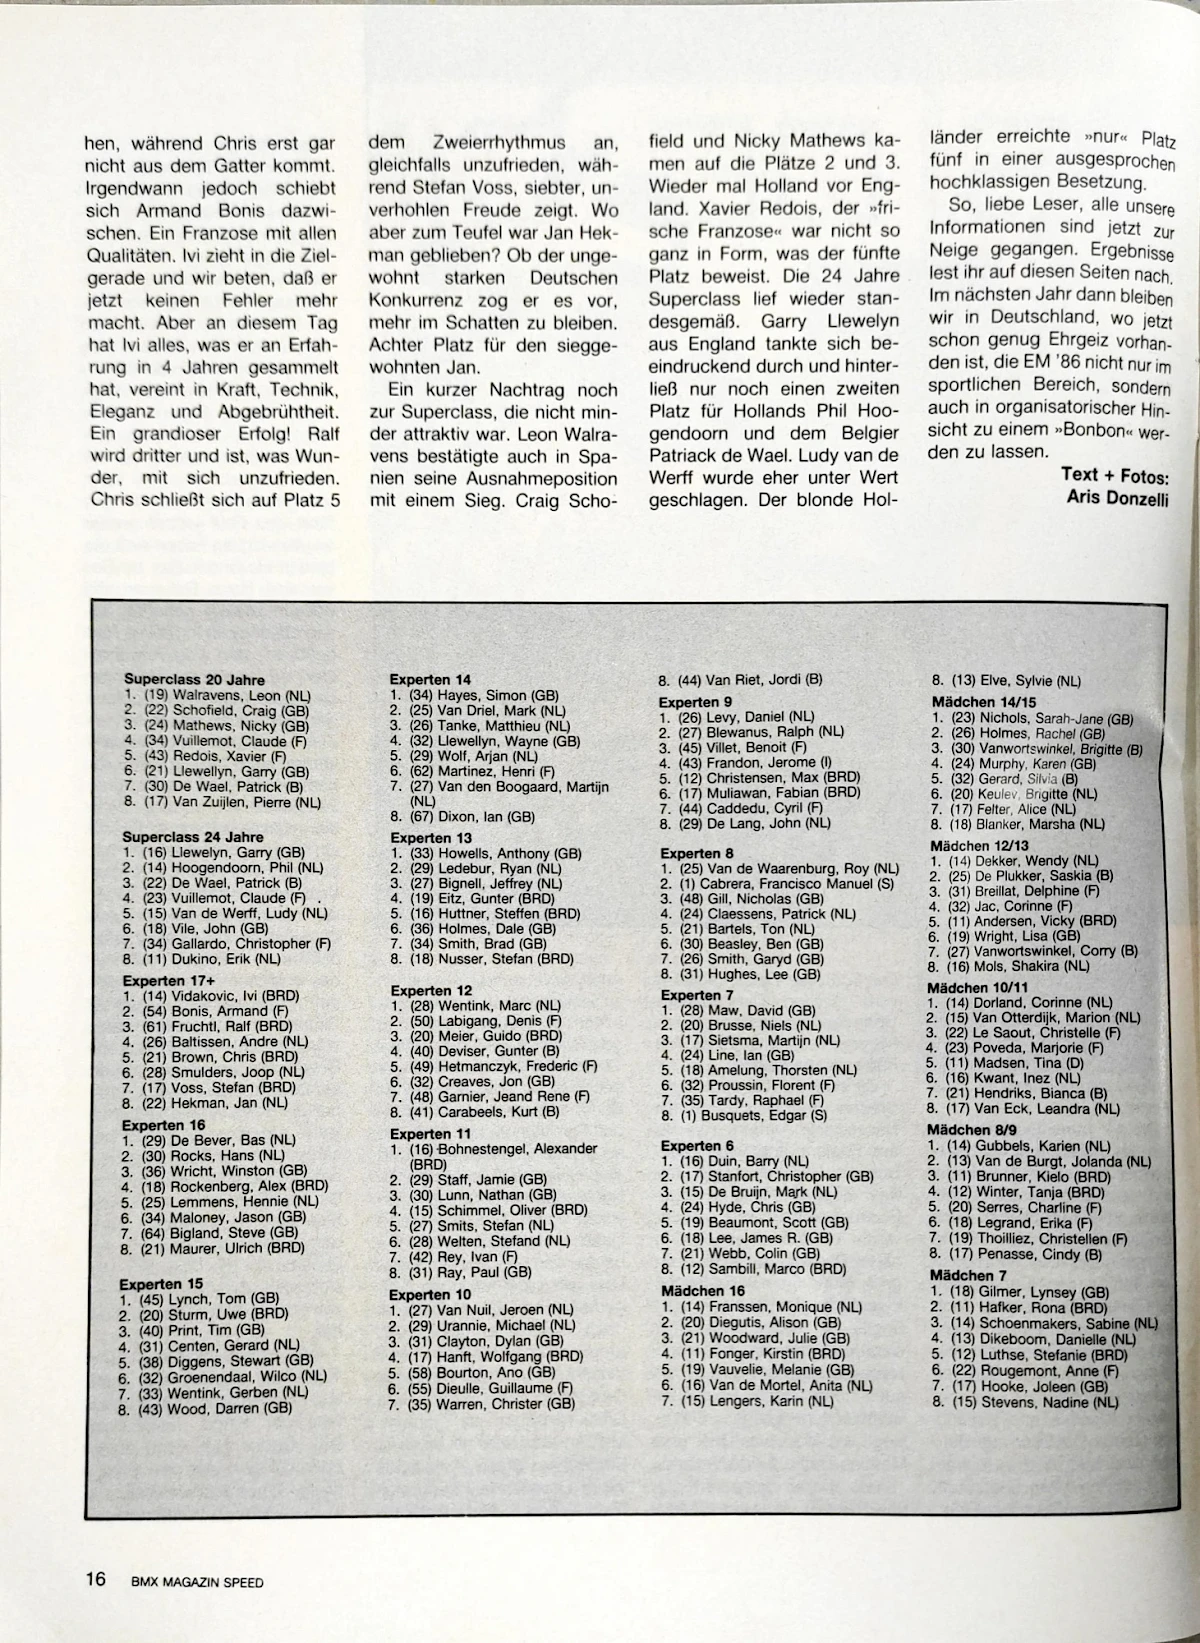 hen, während Chris erst gar
nicht aus dem Gatter kommt.
Irgendwann jedoch schiebt
sich Armand Bonis dazwi-
schen. Ein Franzose mit allen
Qualitäten. Ivi zieht in die Ziel-
gerade und wir beten, daß er
jetzt keinen Fehler mehr
macht. Aber an diesem Tag
hat Ivi alles, was er an Erfah-
rung in 4 Jahren gesammelt
hat, vereint in Kraft, Technik,
Eleganz und Abgebrühtheit.
Ein grandioser Erfolg! Ralf
wird dritter und ist, was Wun-
der, mit sich unzufrieden.
Chris schließt sich auf Platz 5
dem Zweierrhythmus an,
gleichfalls unzufrieden, wäh-
rend Stefan Voss, siebter, un-
verhohlen Freude zeigt. Wo
aber zum Teufel war Jan Hek-
man geblieben? Ob der unge-
wohnt starken Deutschen
Konkurrenz zog er es vor,
mehr im Schatten zu bleiben.
Achter Platz für den siegge-
wohnten Jan.
Ein kurzer Nachtrag noch
zur Superclass, die nicht min-
der attraktiv war. Leon Walra-
vens bestätigte auch in Spa-
nien seine Ausnahmeposition
mit einem Sieg. Craig Scho-
field und Nicky Mathews ka-
men auf die Plätze 2 und 3.
Wieder mal Holland vor Eng-
land. Xavier Redois, der »fri-
sche Franzose« war nicht so
ganz in Form, was der fünfte
Platz beweist. Die 24 Jahre
Superclass lief wieder stan-
desgemäß. Garry Llewelyn
aus England tankte sich be-
eindruckend durch und hinter-
ließ nur noch einen zweiten
Platz für Hollands Phil Hoo-
gendoorn und dem Belgier
Patriack de Wael. Ludy van de
Werff wurde eher unter Wert
geschlagen. Der blonde Hol-
länder erreichte »nur« Platz
fünf in einer ausgesprochen
hochklassigen Besetzung.
So, liebe Leser, alle unsere
Informationen sind jetzt zur
Neige gegangen. Ergebnisse
lest ihr auf diesen Seiten nach.
Im nächsten Jahr dann bleiben
wir in Deutschland, wo jetzt
schon genug Ehrgeiz vorhan-
den ist, die EM '86 nicht nur im
sportlichen Bereich, sondern
auch in organisatorischer Hin-
sicht zu einem »Bonbon« wer-
den zu lassen.
Text + Fotos:
Aris Donzelli
Superclass 20 Jahre
1. (19) Walravens, Leon (NL)
2. (22) Schofield, Craig (GB)
3. (24) Mathews, Nicky (GB)
4. (34) Vuillemot, Claude (F)
5. (43) Redois, Xavier (F)
6. (21) Llewellyn, Garry (GB)
7. (30) De Wael, Patrick (B)
8. (17) Van Zuijlen, Pierre (NL)
Superclass 24 Jahre
1. (16) Llewelyn, Garry (GB)
2. (14) Hoogendoorn, Phil (NL)
3. (22) De Wael, Patrick (B)
4. (23) Vuillemot, Claude (F)
5. (15) Van de Werff, Ludy (NL)
6. (18) Vile, John (GB)
7. (34) Gallardo, Christopher (F)
8. (11) Dukino, Erik (NL)
Experten 17+
1. (14) Vidakovic, Ivi (BRD)
2. (54) Bonis, Armand (F)
3. (61) Fruchtl, Ralf (BRD)
4. (26) Baltissen, Andre (NL)
5. (21) Brown, Chris (BRD)
6. (28) Smulders, Joop (NL)
7. (17) Voss, Stefan (BRD)
8. (22) Hekman, Jan (NL)
Experten 16
1. (29) De Bever, Bas (NL)
2. (30) Rocks, Hans (NL)
3. (36) Wricht, Winston (GB)
4. (18) Rockenberg, Alex (BRD)
5. (25) Lemmens, Hennie (NL)
6. (34) Maloney, Jason (GB)
7. (64) Bigland, Steve (GB)
8. (21) Maurer, Ulrich (BRD)
Experten 15
1. (45) Lynch, Tom (GB)
2. (20) Sturm, Uwe (BRD)
3. (40) Print, Tim (GB)
4. (31) Centen, Gerard (NL)
5. (38) Diggens, Stewart (GB)
6. (32) Groenendaal, Wilco (NL)
7. (33) Wentink, Gerben (NL)
8. (43) Wood, Darren (GB)
Experten 14
1. (34) Hayes, Simon (GB)
2. (25) Van Driel, Mark (NL)
3. (26) Tanke, Matthieu (NL)
4. (32) Llewellyn, Wayne (GB)
5. (29) Wolf, Arjan (NL)
6. (62) Martinez, Henri (F)
7. (27) Van den Boogaard, Martijn
(NL)
8. (67) Dixon, Ian (GB)
Experten 13
1. (33) Howells, Anthony (GB)
2. (29) Ledebur, Ryan (NL)
3. (27) Bignell, Jeffrey (NL)
4. (19) Eitz, Gunter (BRD)
5. (16) Huttner, Steffen (BRD)
6. (36) Holmes, Dale (GB)
7. (34) Smith, Brad (GB)
8. (18) Nusser, Stefan (BRD)
Experten 12
1. (28) Wentink, Marc (NL)
2. (50) Labigang, Denis (F)
3. (20) Meier, Guido (BRD)
4. (40) Deviser, Gunter (B)
5. (49) Hetmanczyk, Frederic (F)
6. (32) Creaves, Jon (GB)
7. (48) Garnier, Jeand Rene (F)
8. (41) Carabeels, Kurt (B)
Experten 11
1. (16) Bohnestengel, Alexander
(BRD)
2. (29) Staff, Jamie (GB)
3. (30) Lunn, Nathan (GB)
4. (15) Schimmel, Oliver (BRD)
5. (27) Smits, Stefan (NL)
6. (28) Welten, Stefand (NL)
7. (42) Rey, Ivan (F)
8. (31) Ray, Paul (GB)
Experten 10
1. (27) Van Nuil, Jeroen (NL)
2. (29) Urannie, Michael (NL)
3. (31) Clayton, Dylan (GB)
4. (17) Hanft, Wolfgang (BRD)
5. (58) Bourton, Ano (GB)
6. (55) Dieulle, Guillaume (F)
7. (35) Warren, Christer (GB)
8. (44) Van Riet, Jordi (B)
Experten 9
1. (26) Levy, Daniel (NL)
2. (27) Blewanus, Ralph (NL)
3. (45) Villet, Benoit (F)
4. (43) Frandon, Jerome (I)
5. (12) Christensen, Max (BRD)
6. (17) Muliawan, Fabian (BRD)
7. (44) Caddedu, Cyril (F)
8. (29) De Lang, John (NL)
Experten 8
1. (25) Van de Waarenburg, Roy (NL)
2. (1) Cabrera, Francisco Manuel (S)
3. (48) Gill, Nicholas (GB)
4. (24) Claessens, Patrick (NL)
5. (21) Bartels, Ton (NL)
6. (30) Beasley, Ben (GB)
7. (26) Smith, Garyd (GB)
8. (31) Hughes, Lee (GB)
Experten 7
1. (28) Maw, David (GB)
2. (20) Brusse, Niels (NL)
3. (17) Sietsma, Martijn (NL)
4. (24) Line, Ian (GB)
5. (18) Amelung, Thorsten (NL)
6. (32) Proussin, Florent (F)
7. (35) Tardy, Raphael (F)
8. (1) Busquets, Edgar (S)
Experten 6
1. (16) Duin, Barry (NL)
2. (17) Stanfort, Christopher (GB)
3. (15) De Bruijn, Mark (NL)
4. (24) Hyde, Chris (GB)
5. (19) Beaumont, Scott (GB)
6. (18) Lee, James R. (GB)
7. (21) Webb, Colin (GB)
8. (12) Sambill, Marco (BRD)
Mädchen 16
1. (14) Franssen, Monique (NL)
2. (20) Diegutis, Alison (GB)
3. (21) Woodward, Julie (GB)
4. (11) Fonger, Kirstin (BRD)
5. (19) Vauvelie, Melanie (GB)
6. (16) Van de Mortel, Anita (NL)
7. (15) Lengers, Karin (NL)
8. (13) Elve, Sylvie (NL)
Mädchen 14/15
1. (23) Nichols, Sarah-Jane (GB)
2. (26) Holmes, Rachel (GB)
3. (30) Vanwortswinkel, Brigitte (B)
4. (24) Murphy, Karen (GB)
5. (32) Gerard, Silvia (B)
6. (20) Keulev, Brigitte (NL)
7. (17) Felter, Alice (NL)
8. (18) Blanker, Marsha (NL)
Mädchen 12/13
1. (14) Dekker, Wendy (NL)
2. (25) De Plukker, Saskia (B)
3. (31) Breillat, Delphine (F)
4. (32) Jac, Corinne (F)
5. (11) Andersen, Vicky (BRD)
6. (19) Wright, Lisa (GB)
7. (27) Vanwortswinkel, Corry (B)
8. (16) Mols, Shakira (NL)
Mädchen 10/11
1. (14) Dorland, Corinne (NL)
2. (15) Van Otterdijk, Marion (NL)
3. (22) Le Saout, Christelle (F)
4. (23) Poveda, Marjorie (F)
5. (11) Madsen, Tina (D)
6. (16) Kwant, Inez (NL)
7. (21) Hendriks, Bianca (B)
8. (17) Van Eck, Leandra (NL)
Mädchen 8/9
1. (14) Gubbels, Karien (NL)
2. (13) Van de Burgt, Jolanda (NL)
3. (11) Brunner, Kielo (BRD)
4. (12) Winter, Tanja (BRD)
5. (20) Serres, Charline (F)
6. (18) Legrand, Erika (F)
7. (19) Thoilliez, Christellen (F)
8. (17) Penasse, Cindy (B)
Mädchen 7
1. (18) Gilmer, Lynsey (GB)
2. (11) Hafker, Rona (BRD)
3. (14) Schoenmakers, Sabine (NL)
4. (13) Dikeboom, Danielle (NL)
5. (12) Luthse, Stefanie (BRD)
6. (22) Rougemont, Anne (F)
7. (17) Hooke, Joleen (GB)
8. (15) Stevens, Nadine (NL)
16 BMX MAGAZIN SPEED